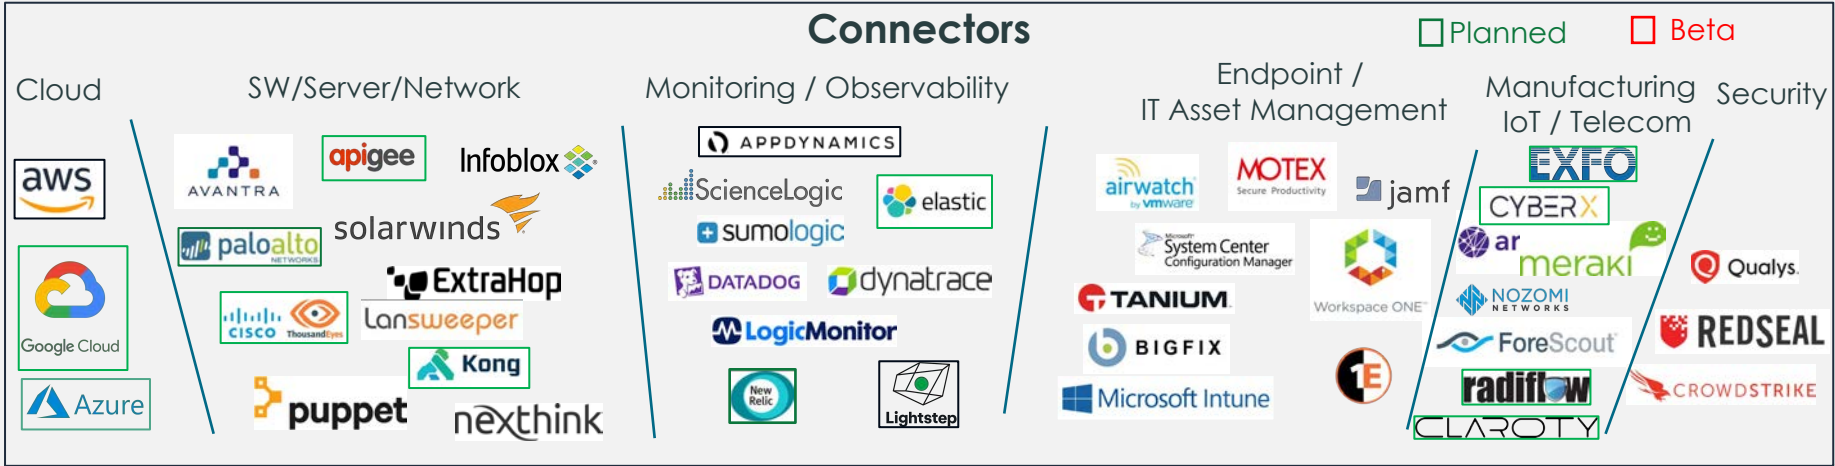 Connectors
Planned
Beta
Cloud
aws
Google Cloud
Azure
SW/Server/Network
AVANTRA
apigee
Infoblox
solarwinds
paloalto
NETWORKS
ExtraHop
CISCO
ThousandEyes
Lansweeper
Kong
puppet
nexthink
Monitoring / Observability
APPDYNAMICS
ScienceLogic
elastic
sumologic
DATADOG
dynatrace
LogicMonitor
New
Relic
Lightstep
Endpoint /
IT Asset Management
airwatch
by vmware
MOTEX
Secure Productivity
jamf
Microsoft
System Center
Configuration Manager
Workspace ONE™
TANIUM
BIGFIX
1E
Microsoft Intune
Manufacturing
IoT / Telecom
EXFO
CYBERX
ar
meraki
NOZOMI
NETWORKS
ForeScout
radiflow
CLAROTY
Security
Qualys.
REDSEAL
CROWDSTRIKE